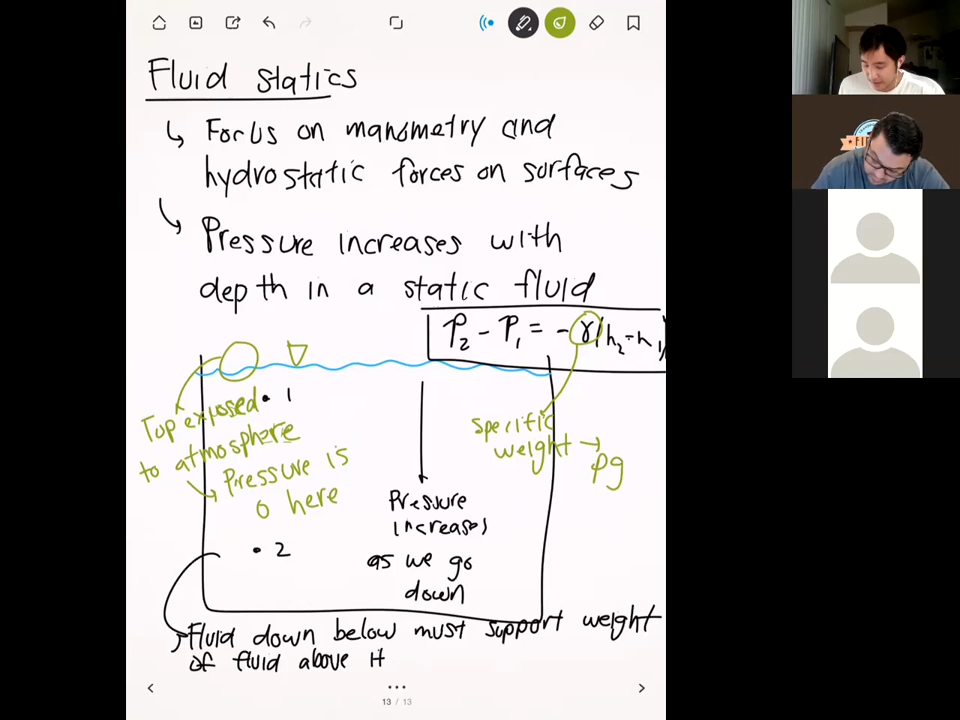 Fluid statics
↳ Focus on manometry and
hydrostatic forces on surfaces
↳ Pressure increases with
depth in a static fluid
P₂ - P₁ = - γ(h₂-h₁)
• 1
Top exposed
to atmosphere
↳ Pressure is
0 here
specific
weight → ρg
Pressure
increases
as we go
down
• 2
Fluid down below must support weight
of fluid above it
13 / 13